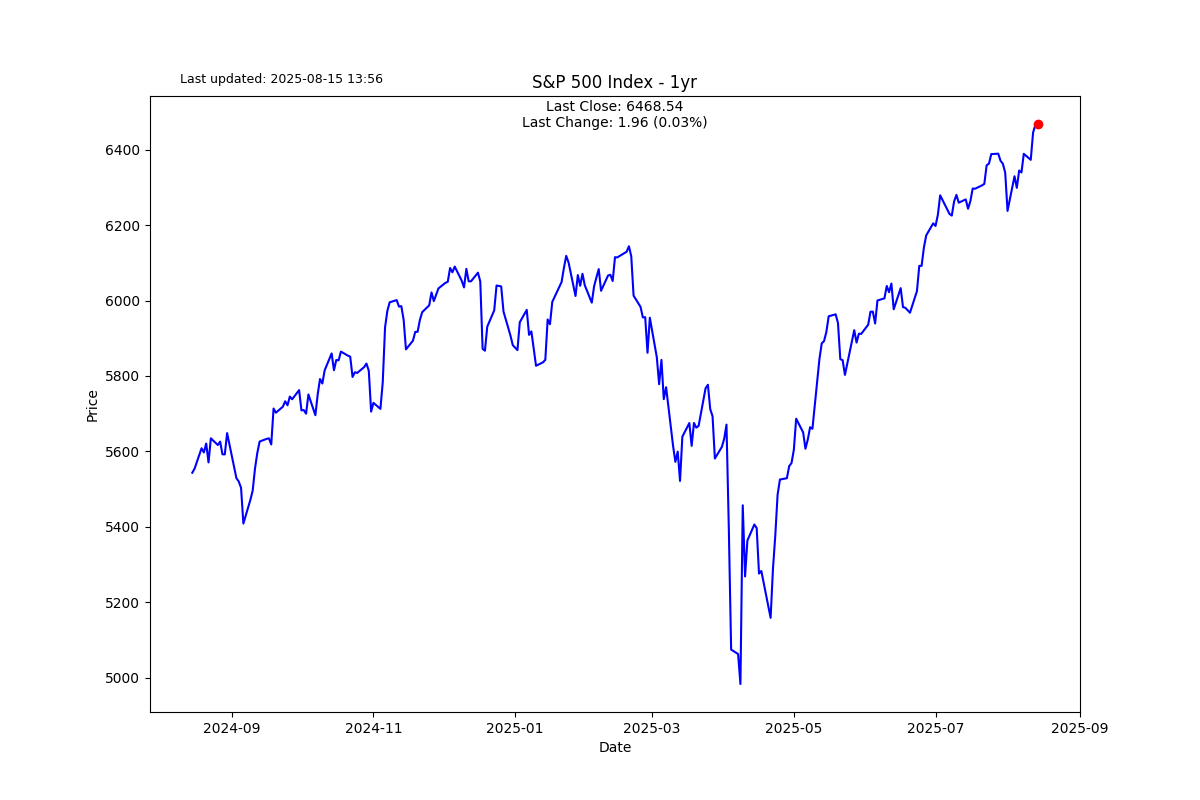 Last updated: 2025-08-15 13:56
S&P 500 Index - 1yr
Last Close: 6468.54
Last Change: 1.96 (0.03%)
Price
6400
6200
6000
5800
5600
5400
5200
5000
2024-09 2024-11 2025-01 2025-03 2025-05 2025-07 2025-09
Date